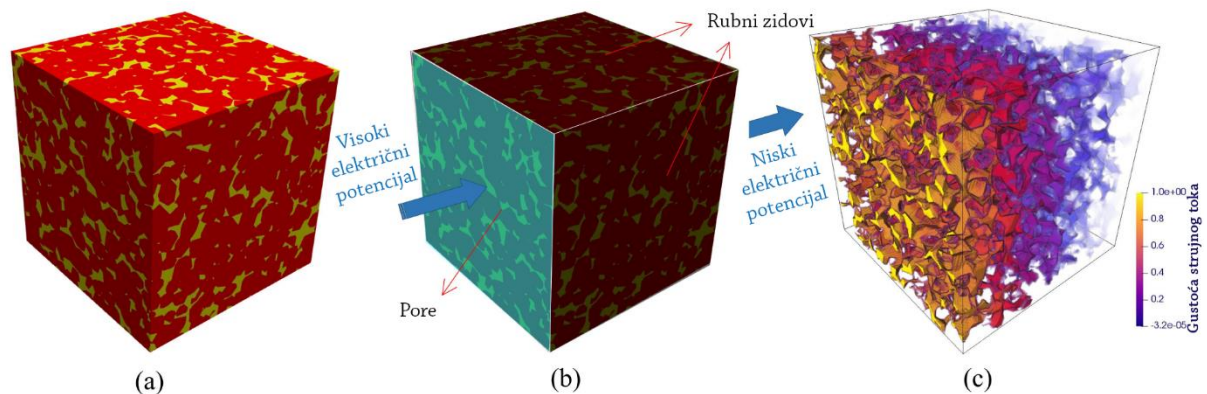 Rubni zidovi
Visoki
električni
potencijal
Niski
električni
potencijal
Pore
1.0e+00
0.8
0.6
0.4
0.2
-3.2e-05
Gustoća strujnog toka
(a)
(b)
(c)